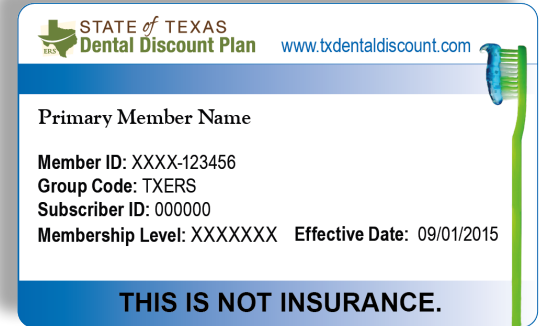 STATE of TEXAS
ERS Dental Discount Plan www.txdentaldiscount.com
Primary Member Name
Member ID: XXXX-123456
Group Code: TXERS
Subscriber ID: 000000
Membership Level: XXXXXXX Effective Date: 09/01/2015
THIS IS NOT INSURANCE.